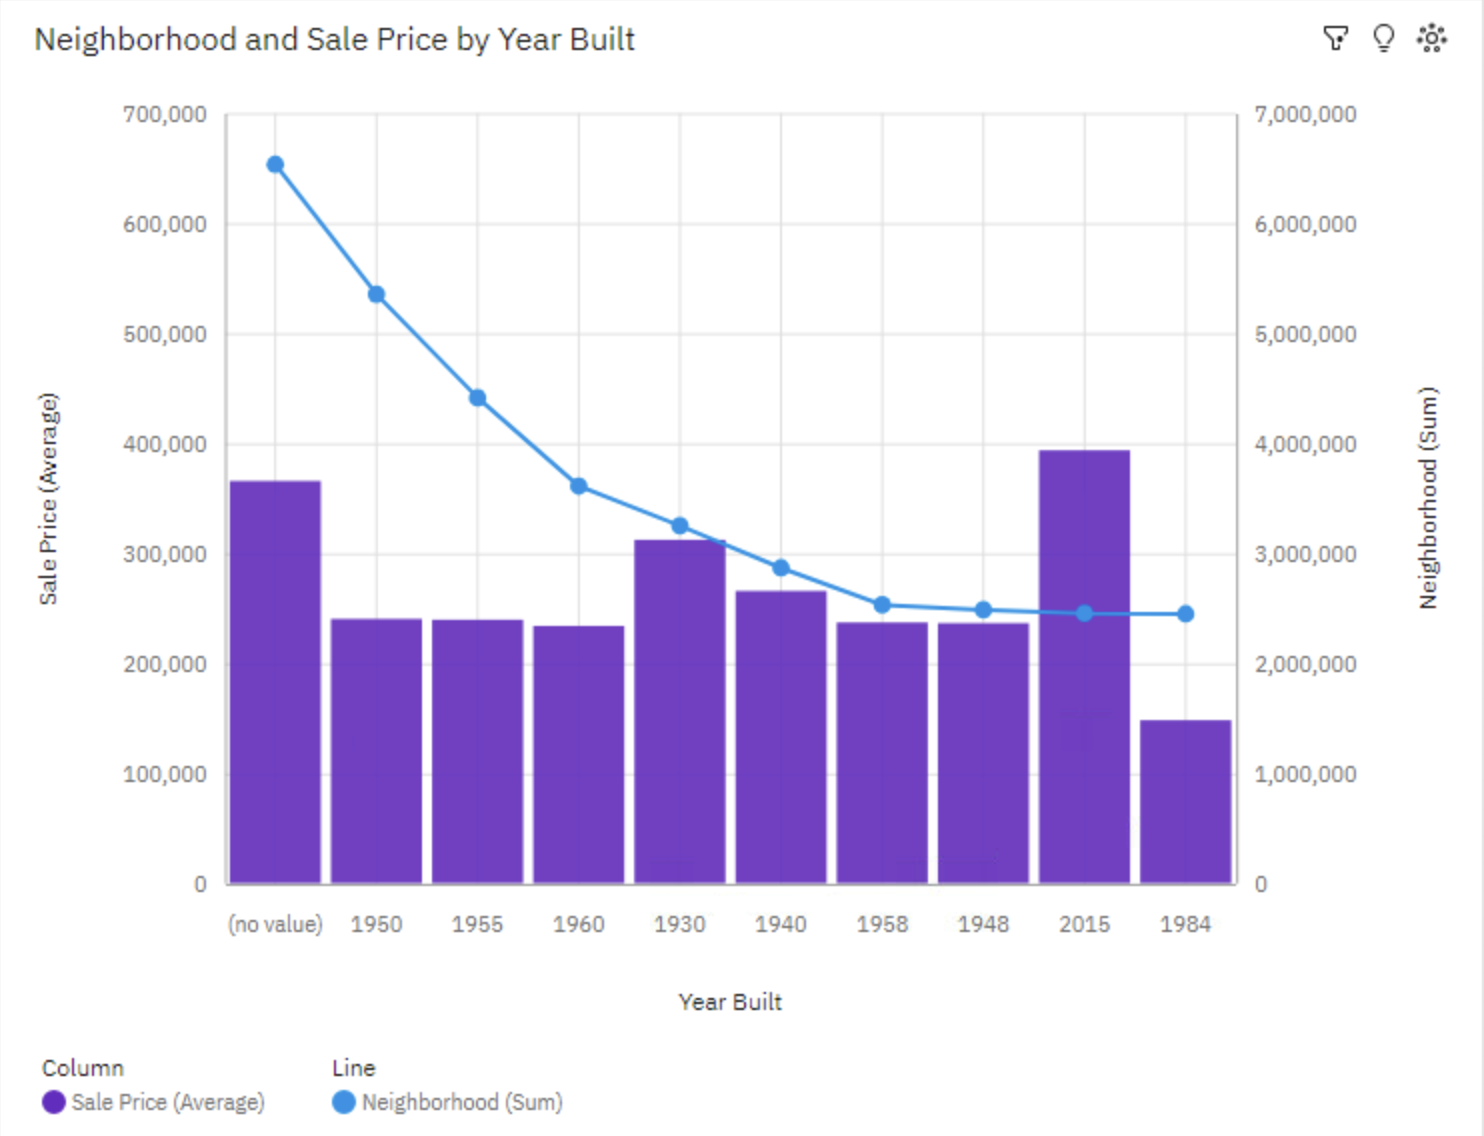 Neighborhood and Sale Price by Year Built
700,000
600,000
500,000
400,000
300,000
200,000
100,000
0
Sale Price (Average)
7,000,000
6,000,000
5,000,000
4,000,000
3,000,000
2,000,000
1,000,000
0
Neighborhood (Sum)
(no value) 1950 1955 1960 1930 1940 1958 1948 2015 1984
Year Built
Column Line
Sale Price (Average) Neighborhood (Sum)